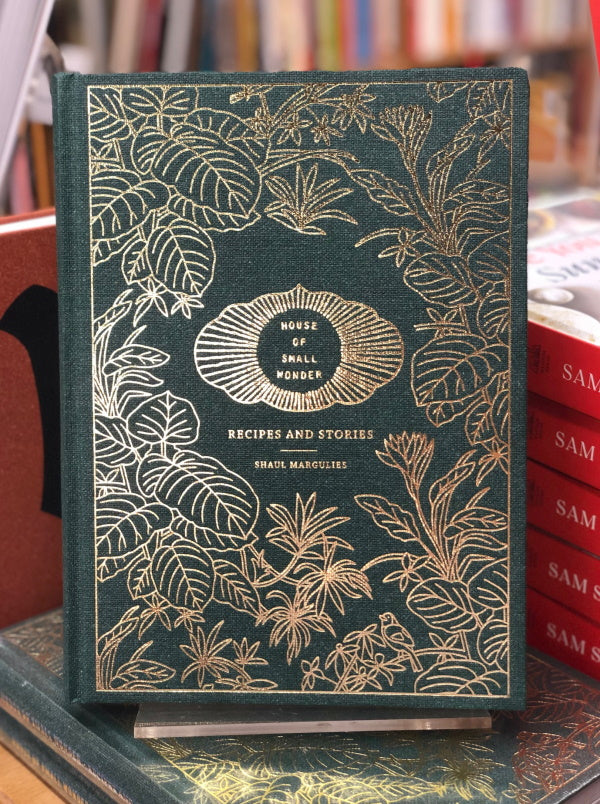 HOUSE
OF
SMALL
WONDER
RECIPES AND STORIES
SHAUL MARGULIES
SAM
SAM
SAM
SAM S
SAM S